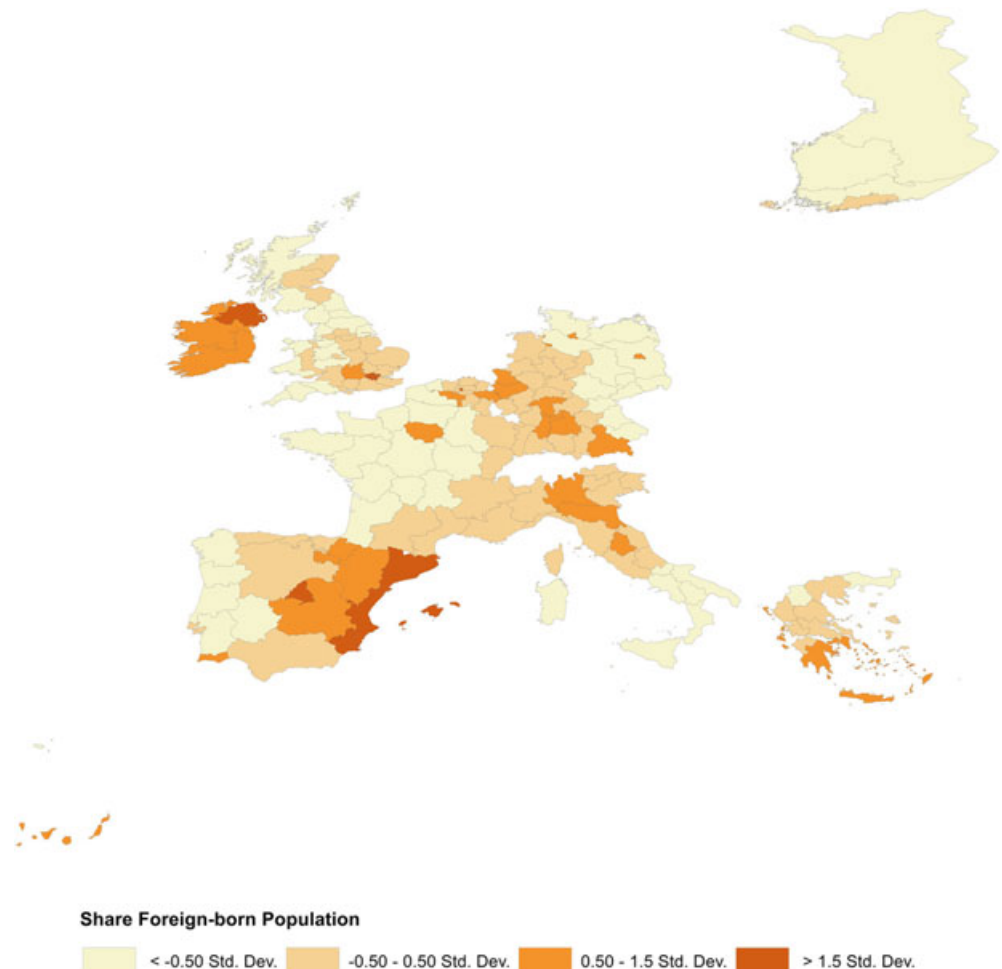 Share Foreign-born Population
< -0.50 Std. Dev. -0.50 - 0.50 Std. Dev. 0.50 - 1.5 Std. Dev. > 1.5 Std. Dev.